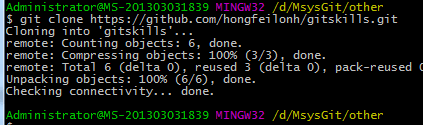 Administrator@MS-201303031839 MINGW32 /d/MsysGit/other
$ git clone https://github.com/hongfeilonh/gitskills.git
Cloning into 'gitskills'...
remote: Counting objects: 6, done.
remote: Compressing objects: 100% (3/3), done.
remote: Total 6 (delta 0), reused 3 (delta 0), pack-reused 0
Unpacking objects: 100% (6/6), done.
Checking connectivity... done.
Administrator@MS-201303031839 MINGW32 /d/MsysGit/other
$